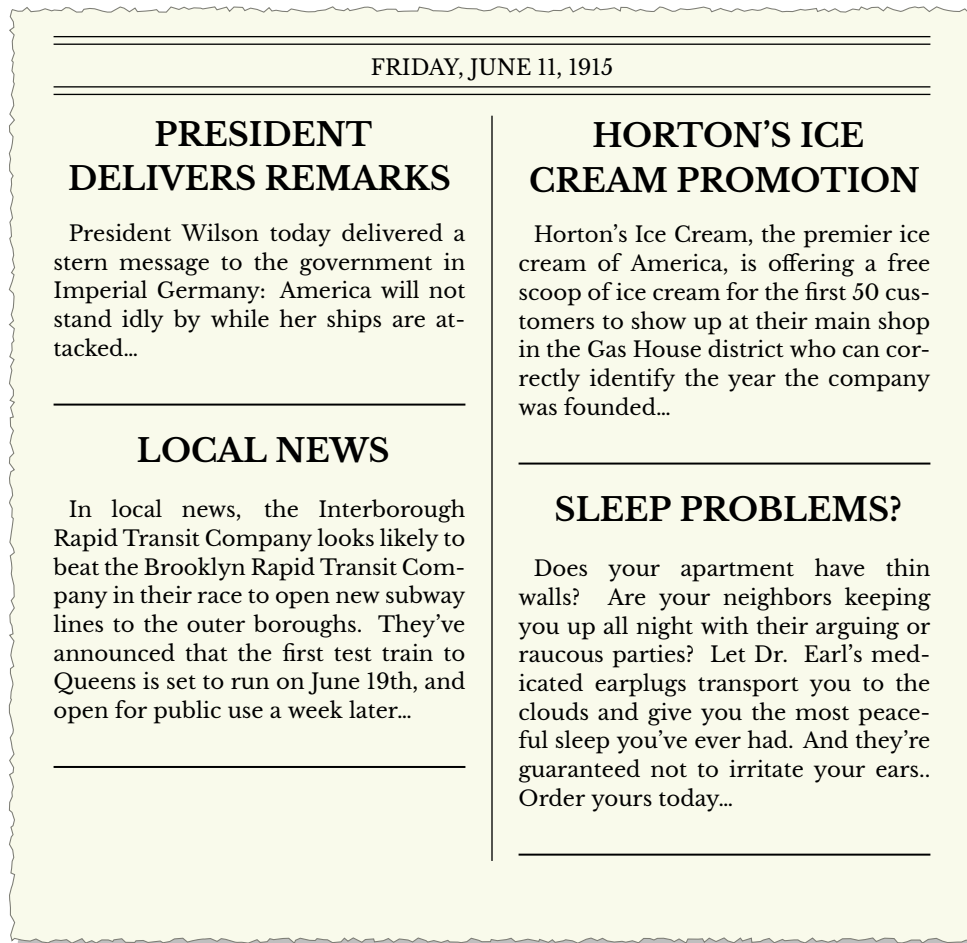 FRIDAY, JUNE 11, 1915
PRESIDENT
DELIVERS REMARKS
President Wilson today delivered a
stern message to the government in
Imperial Germany: America will not
stand idly by while her ships are at-
tacked…
LOCAL NEWS
In local news, the Interborough
Rapid Transit Company looks likely to
beat the Brooklyn Rapid Transit Com-
pany in their race to open new subway
lines to the outer boroughs. They’ve
announced that the first test train to
Queens is set to run on June 19th, and
open for public use a week later…
HORTON’S ICE
CREAM PROMOTION
Horton’s Ice Cream, the premier ice
cream of America, is offering a free
scoop of ice cream for the first 50 cus-
tomers to show up at their main shop
in the Gas House district who can cor-
rectly identify the year the company
was founded…
SLEEP PROBLEMS?
Does your apartment have thin
walls? Are your neighbors keeping
you up all night with their arguing or
raucous parties? Let Dr. Earl’s med-
icated earplugs transport you to the
clouds and give you the most peace-
ful sleep you’ve ever had. And they’re
guaranteed not to irritate your ears..
Order yours today…